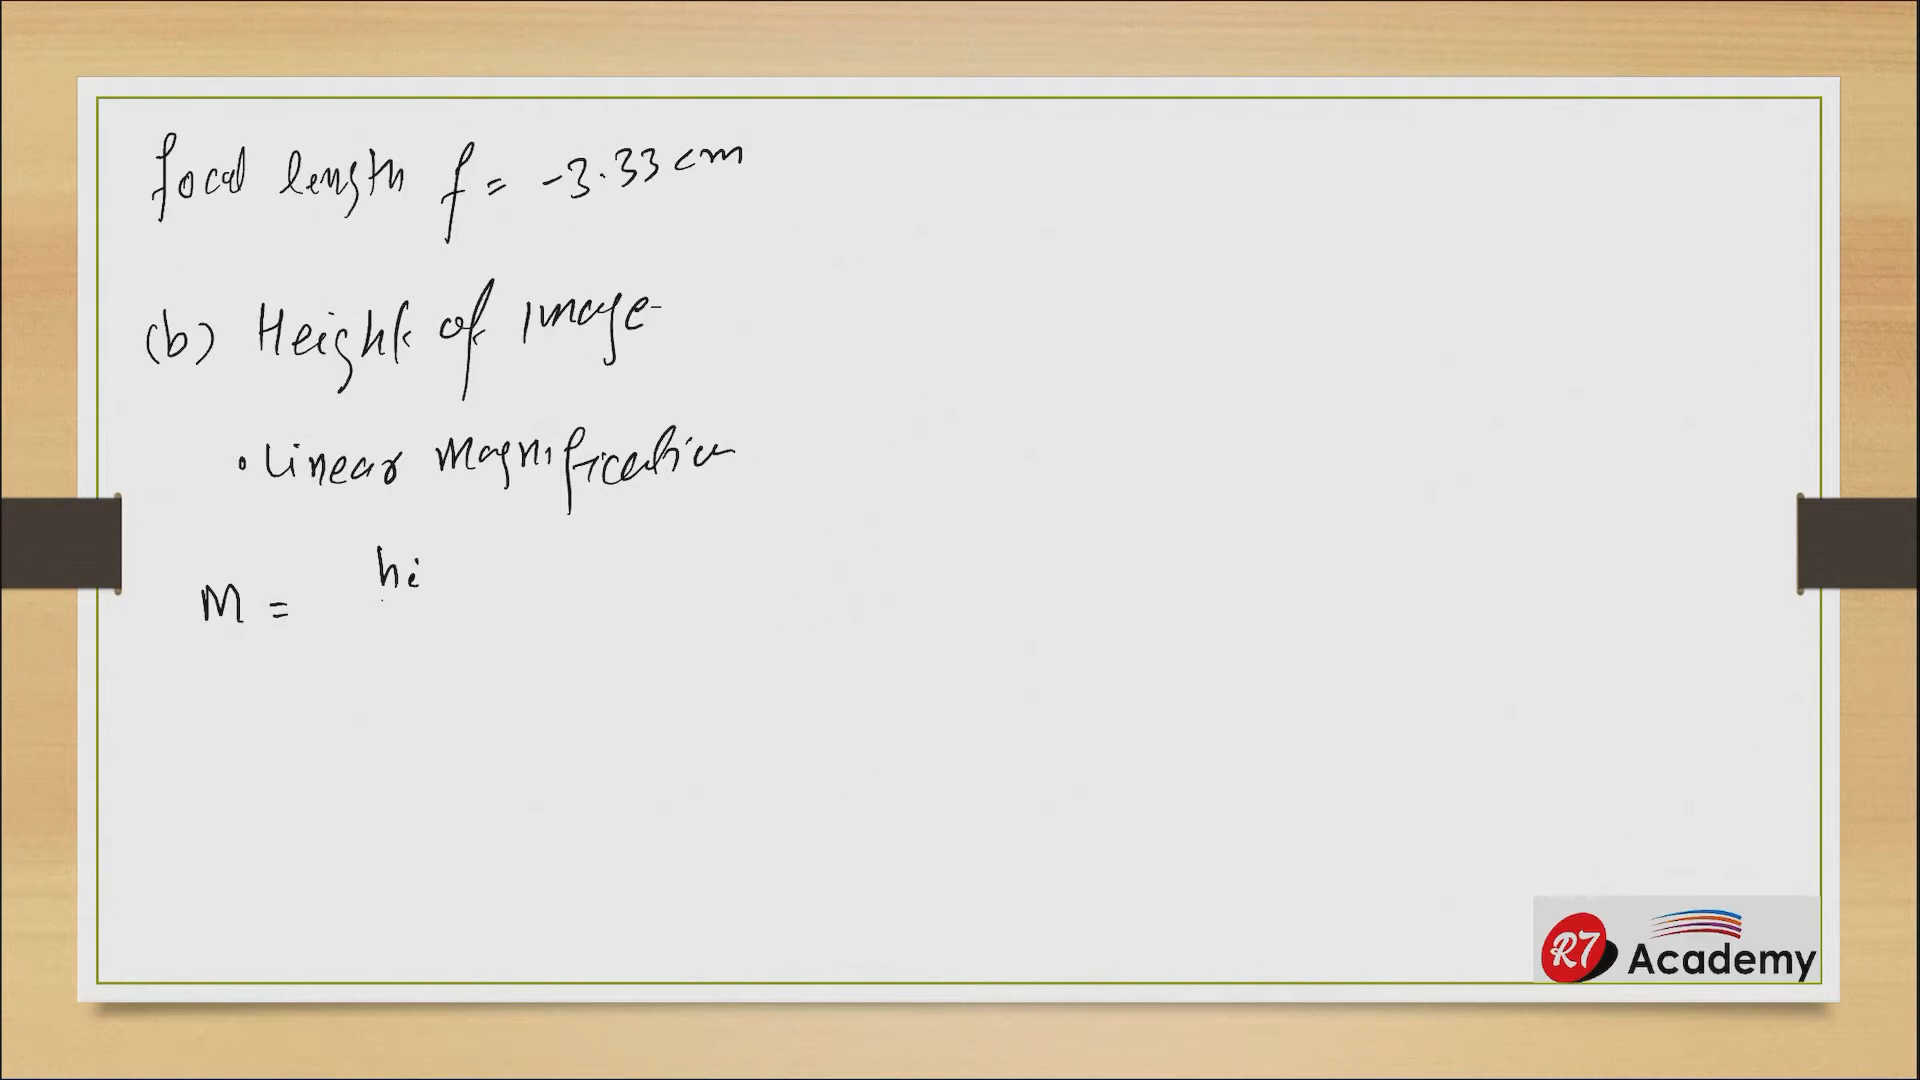 focal length f = -3.33 cm
(b) Height of image
• Linear Magnification
M = hi
R7 Academy